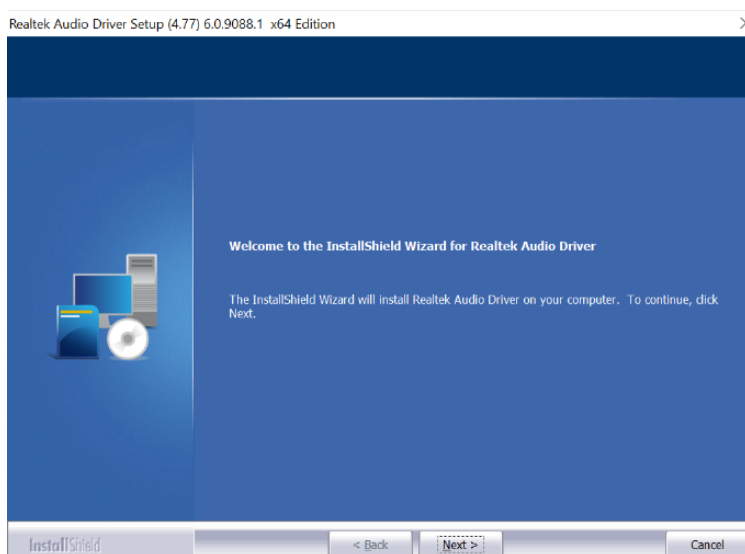 Realtek Audio Driver Setup (4.77) 6.0.9088.1 x64 Edition
Welcome to the InstallShield Wizard for Realtek Audio Driver
The InstallShield Wizard will install Realtek Audio Driver on your computer. To continue, click
Next.
InstallShield
< Back
Next >
Cancel